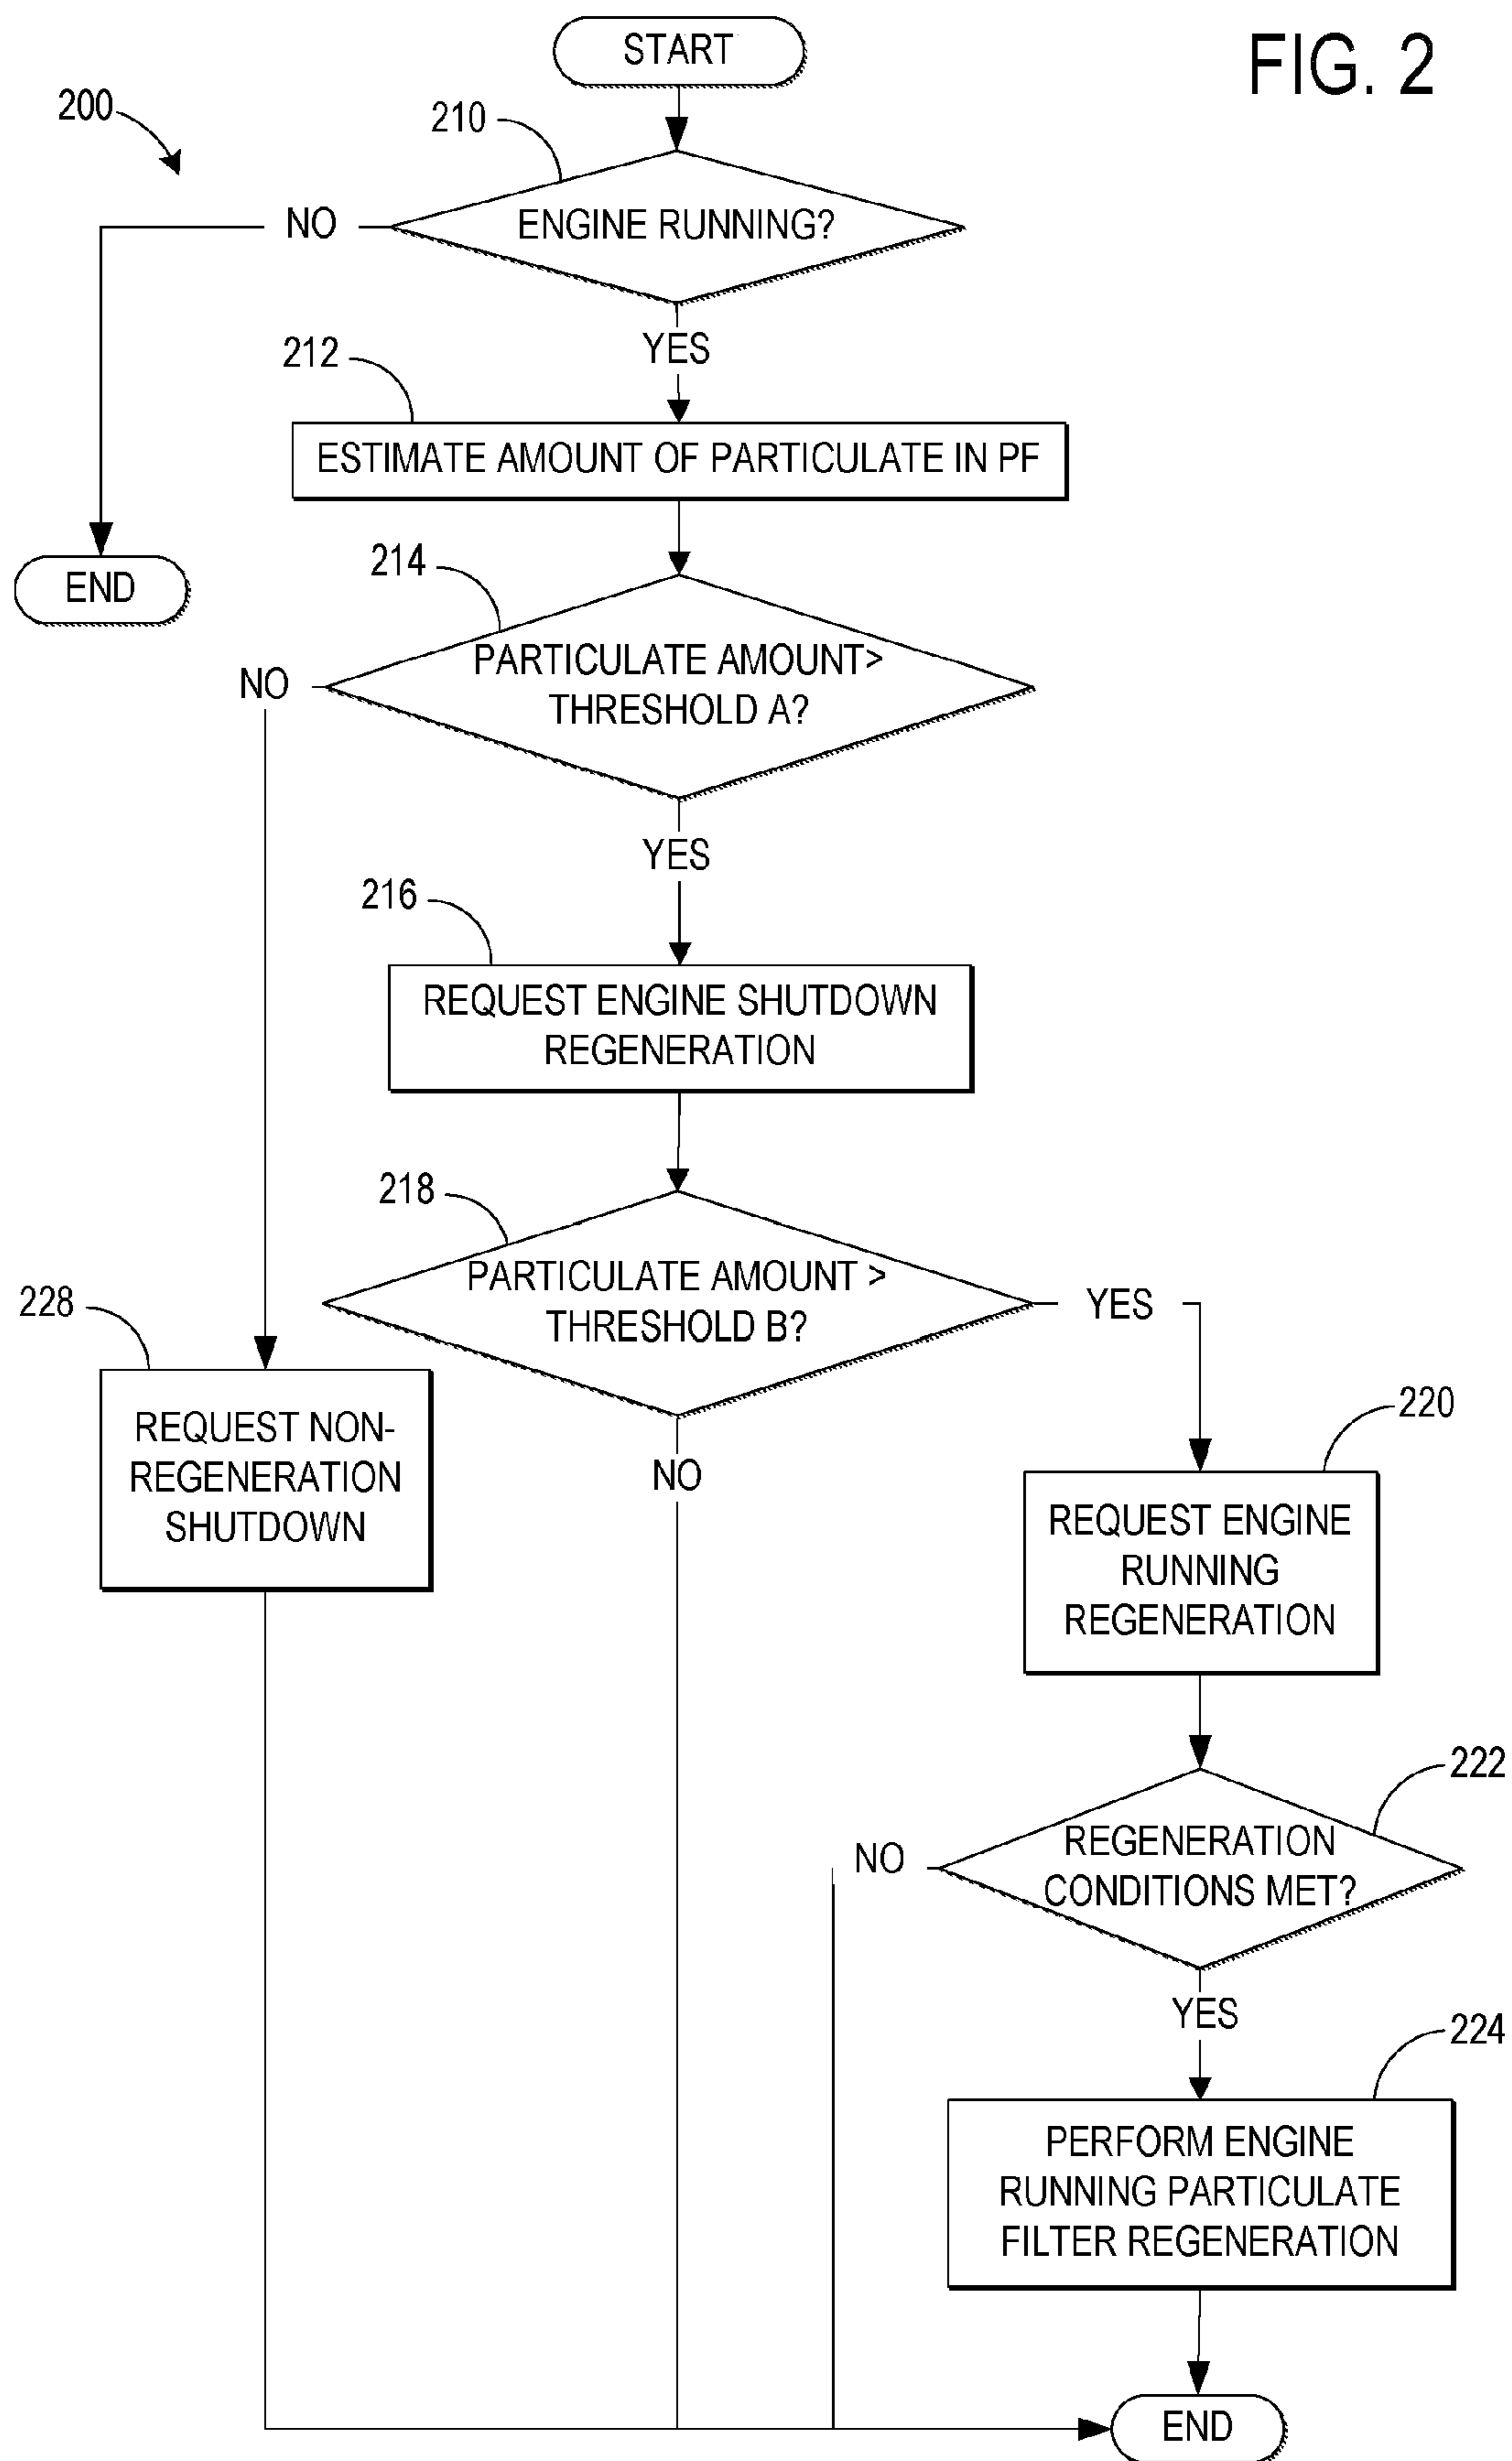 START
FIG. 2
200
210
NO
ENGINE RUNNING?
YES
212
ESTIMATE AMOUNT OF PARTICULATE IN PF
214
END
PARTICULATE AMOUNT>
THRESHOLD A?
NO
YES
216
REQUEST ENGINE SHUTDOWN
REGENERATION
218
PARTICULATE AMOUNT >
THRESHOLD B?
YES
228
REQUEST NON-
REGENERATION
SHUTDOWN
NO
220
REQUEST ENGINE
RUNNING
REGENERATION
222
REGENERATION
CONDITIONS MET?
NO
YES
224
PERFORM ENGINE
RUNNING PARTICULATE
FILTER REGENERATION
END